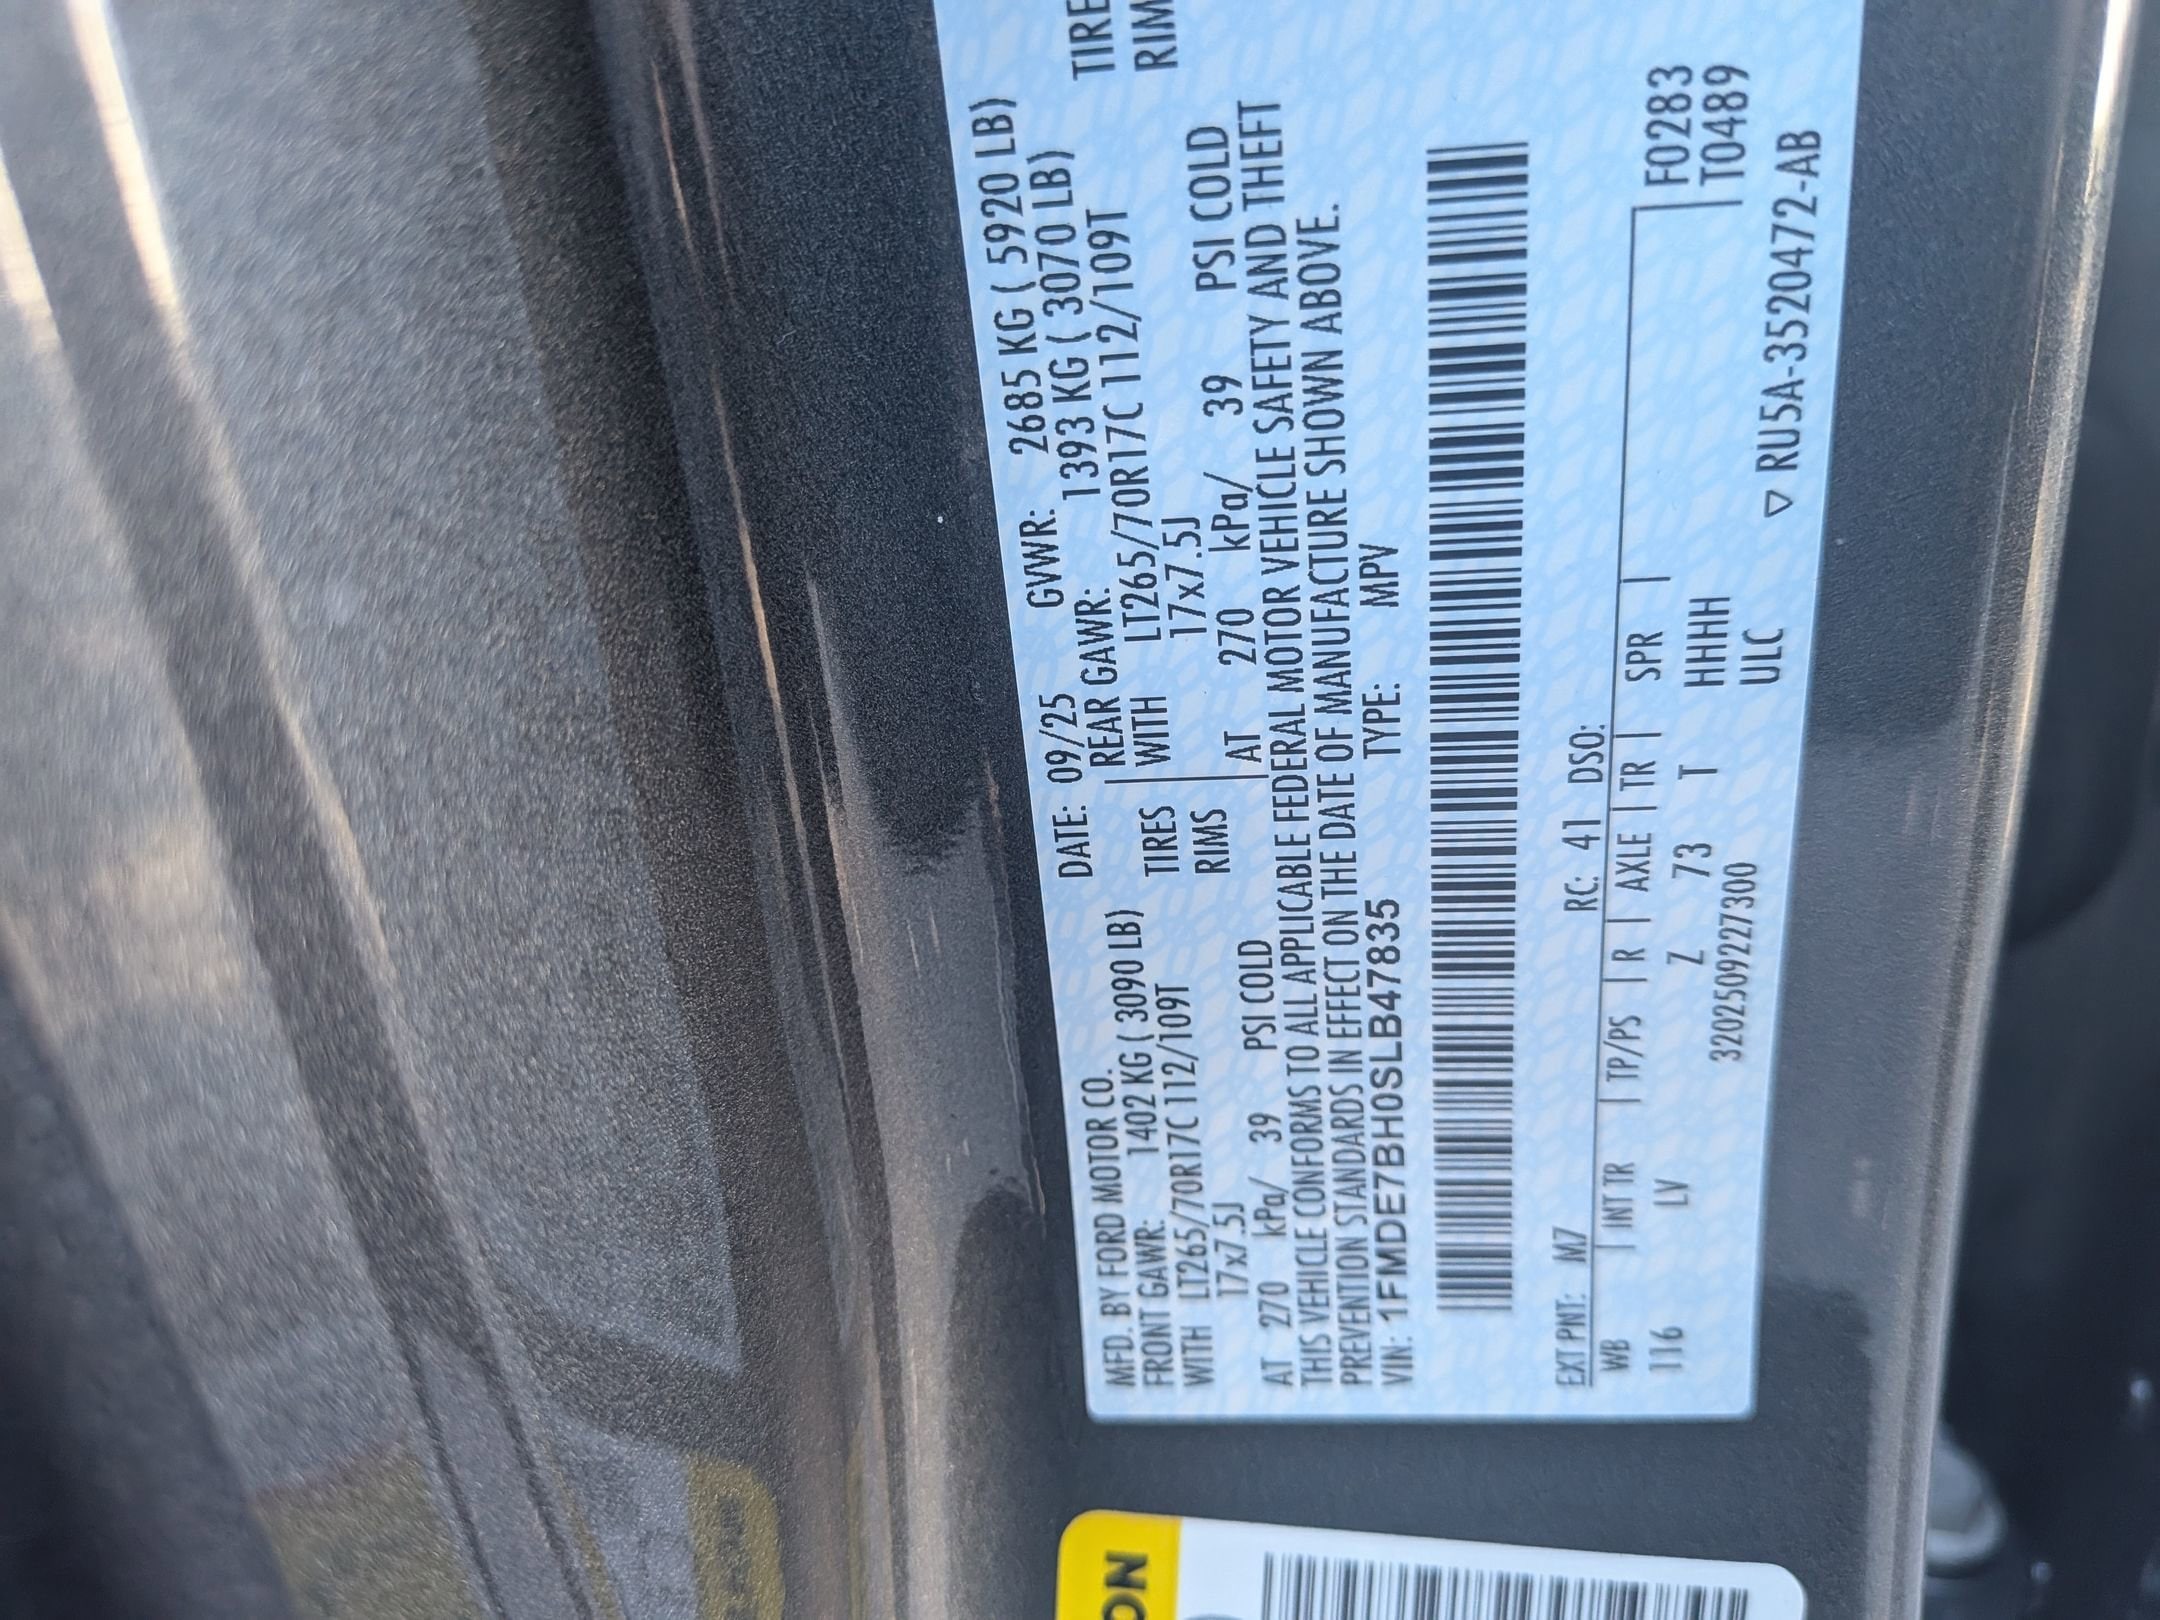 MFD. BY FORD MOTOR CO.
DATE: 09/25 GVWR: 2685 KG ( 5920 LB)
FRONT GAWR: 1402 KG ( 3090 LB) REAR GAWR: 1393 KG ( 3070 LB)
WITH LT265/70R17C 112/109T TIRES WITH LT265/70R17C 112/109T TIRE
17x7.5J RIMS 17x7.5J RIM
AT 270 kPa/ 39 PSI COLD AT 270 kPa/ 39 PSI COLD
THIS VEHICLE CONFORMS TO ALL APPLICABLE FEDERAL MOTOR VEHICLE SAFETY AND THEFT
PREVENTION STANDARDS IN EFFECT ON THE DATE OF MANUFACTURE SHOWN ABOVE.
VIN: 1FMDE7BH0SLB47835 TYPE: MPV
EXT PNT: M7 RC: 41 DSO:
WB | INT TR | TP/PS | R | AXLE | TR | SPR | F0283
116 LV Z 73 T HHHH T0489
3202509227300 ULC
▽ RU5A-3520472-AB
ON